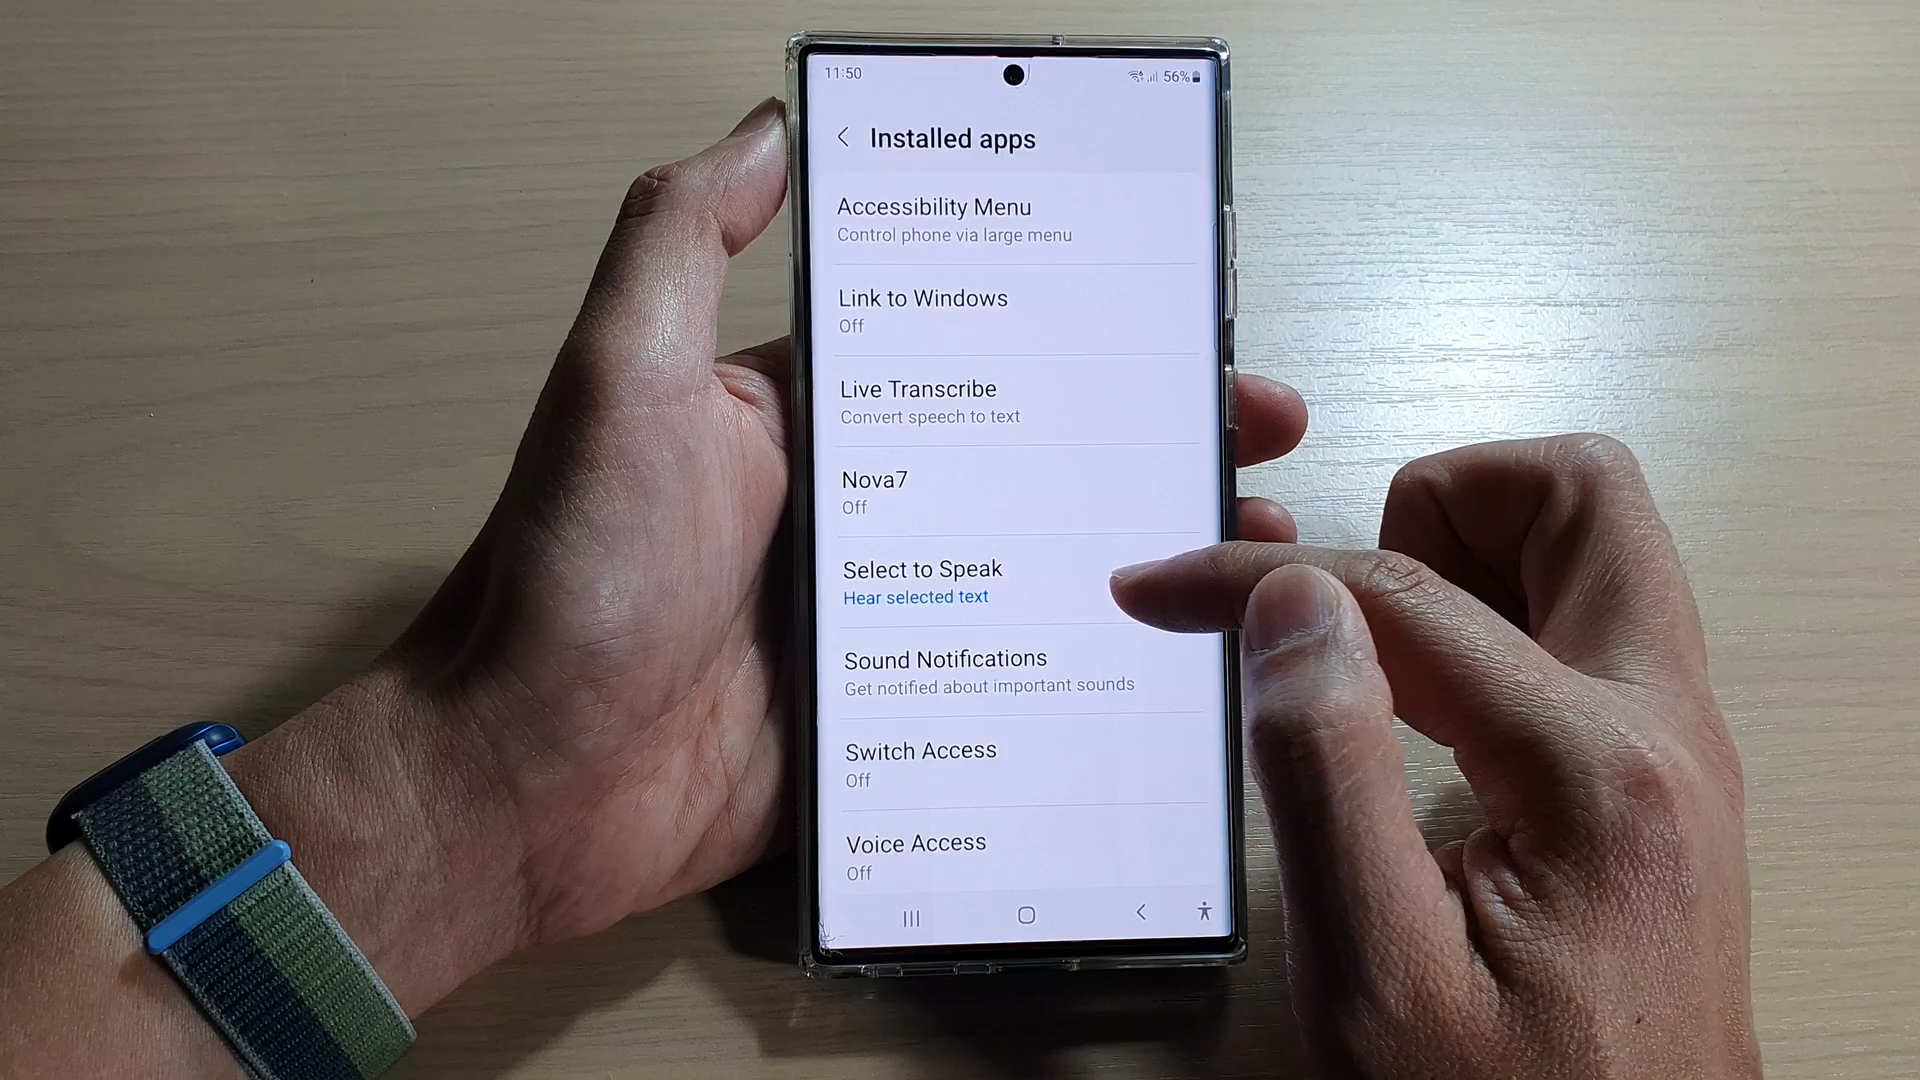 11:50
56%
Installed apps
Accessibility Menu
Control phone via large menu
Link to Windows
Off
Live Transcribe
Convert speech to text
Nova7
Off
Select to Speak
Hear selected text
Sound Notifications
Get notified about important sounds
Switch Access
Off
Voice Access
Off